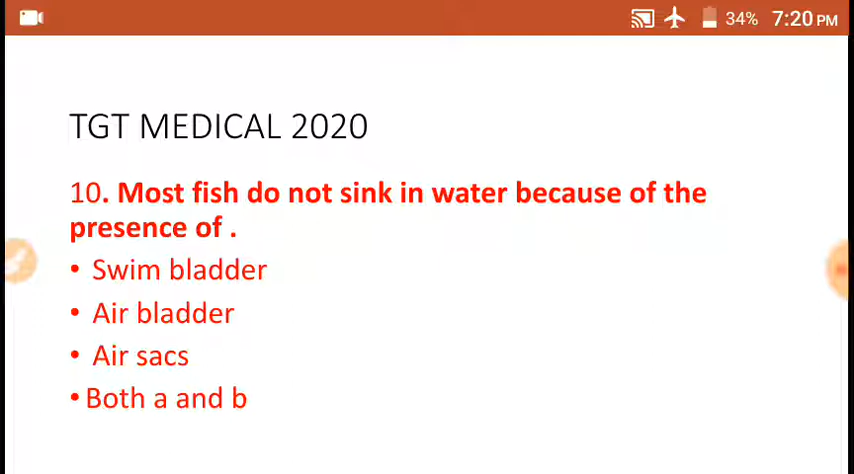 34% 7:20 PM
TGT MEDICAL 2020
10. Most fish do not sink in water because of the
presence of .
• Swim bladder
• Air bladder
• Air sacs
• Both a and b